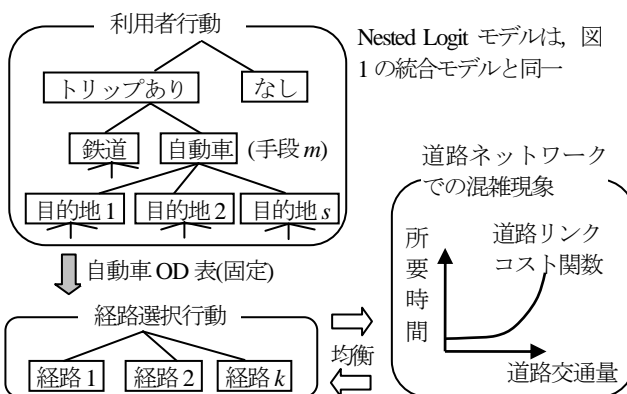 利用者行動
トリップあり
なし
鉄道
自動車
(手段 m)
目的地 1
目的地 2
目的地 s
自動車 OD 表(固定)
経路選択行動
経路 1
経路 2
経路 k
均衡
Nested Logit モデルは, 図
1 の統合モデルと同一
道路ネットワーク
での混雑現象
所要時間
道路リンク
コスト関数
道路交通量